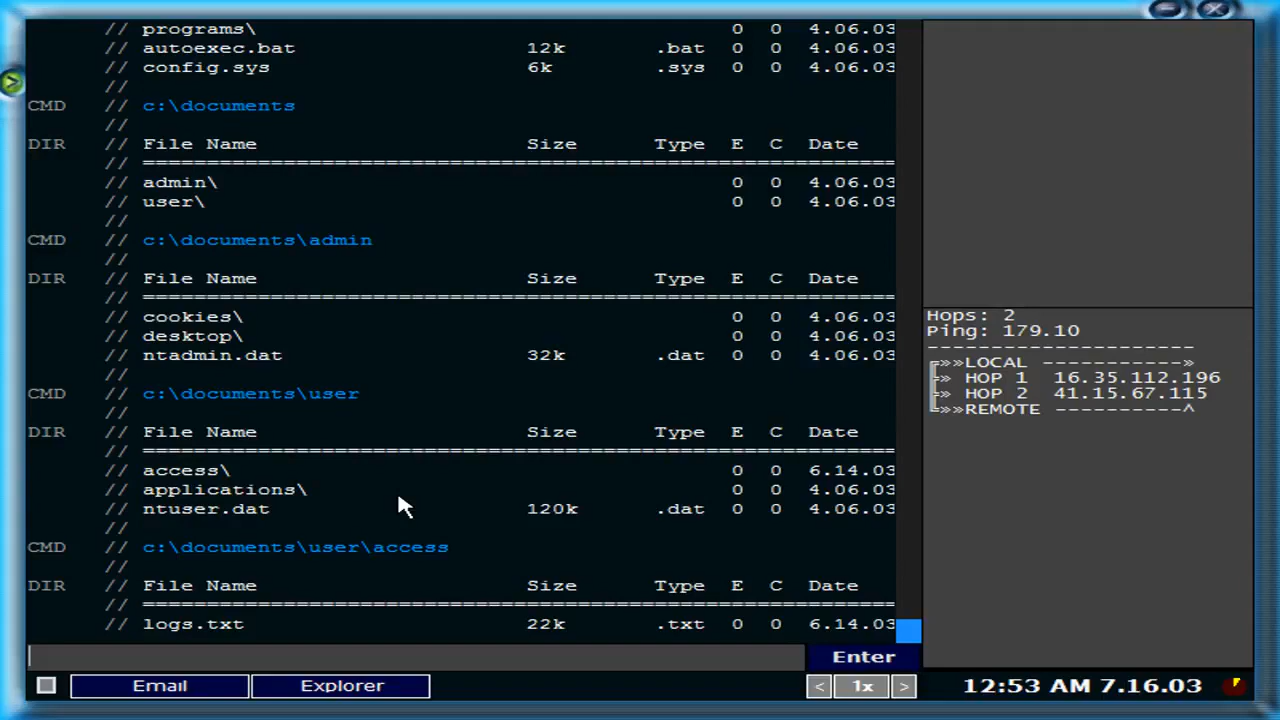 // programs\ 0 0 4.06.03
// autoexec.bat 12k .bat 0 0 4.06.03
// config.sys 6k .sys 0 0 4.06.03
//
CMD // c:\documents
//
DIR // File Name Size Type E C Date
// ===========================================================
// admin\ 0 0 4.06.03
// user\ 0 0 4.06.03
//
CMD // c:\documents\admin
//
DIR // File Name Size Type E C Date
// ===========================================================
// cookies\ 0 0 4.06.03
// desktop\ 0 0 4.06.03
// ntadmin.dat 32k .dat 0 0 4.06.03
//
CMD // c:\documents\user
//
DIR // File Name Size Type E C Date
// ===========================================================
// access\ 0 0 6.14.03
// applications\ 0 0 4.06.03
// ntuser.dat 120k .dat 0 0 4.06.03
//
CMD // c:\documents\user\access
//
DIR // File Name Size Type E C Date
// ===========================================================
// logs.txt 22k .txt 0 0 6.14.03
Enter
Hops: 2
Ping: 179.10
---------------------
╔»»LOCAL -----------»
╠» HOP 1 16.35.112.196
╠» HOP 2 41.15.67.115
╚»»REMOTE ----------^
Email Explorer < 1x > 12:53 AM 7.16.03